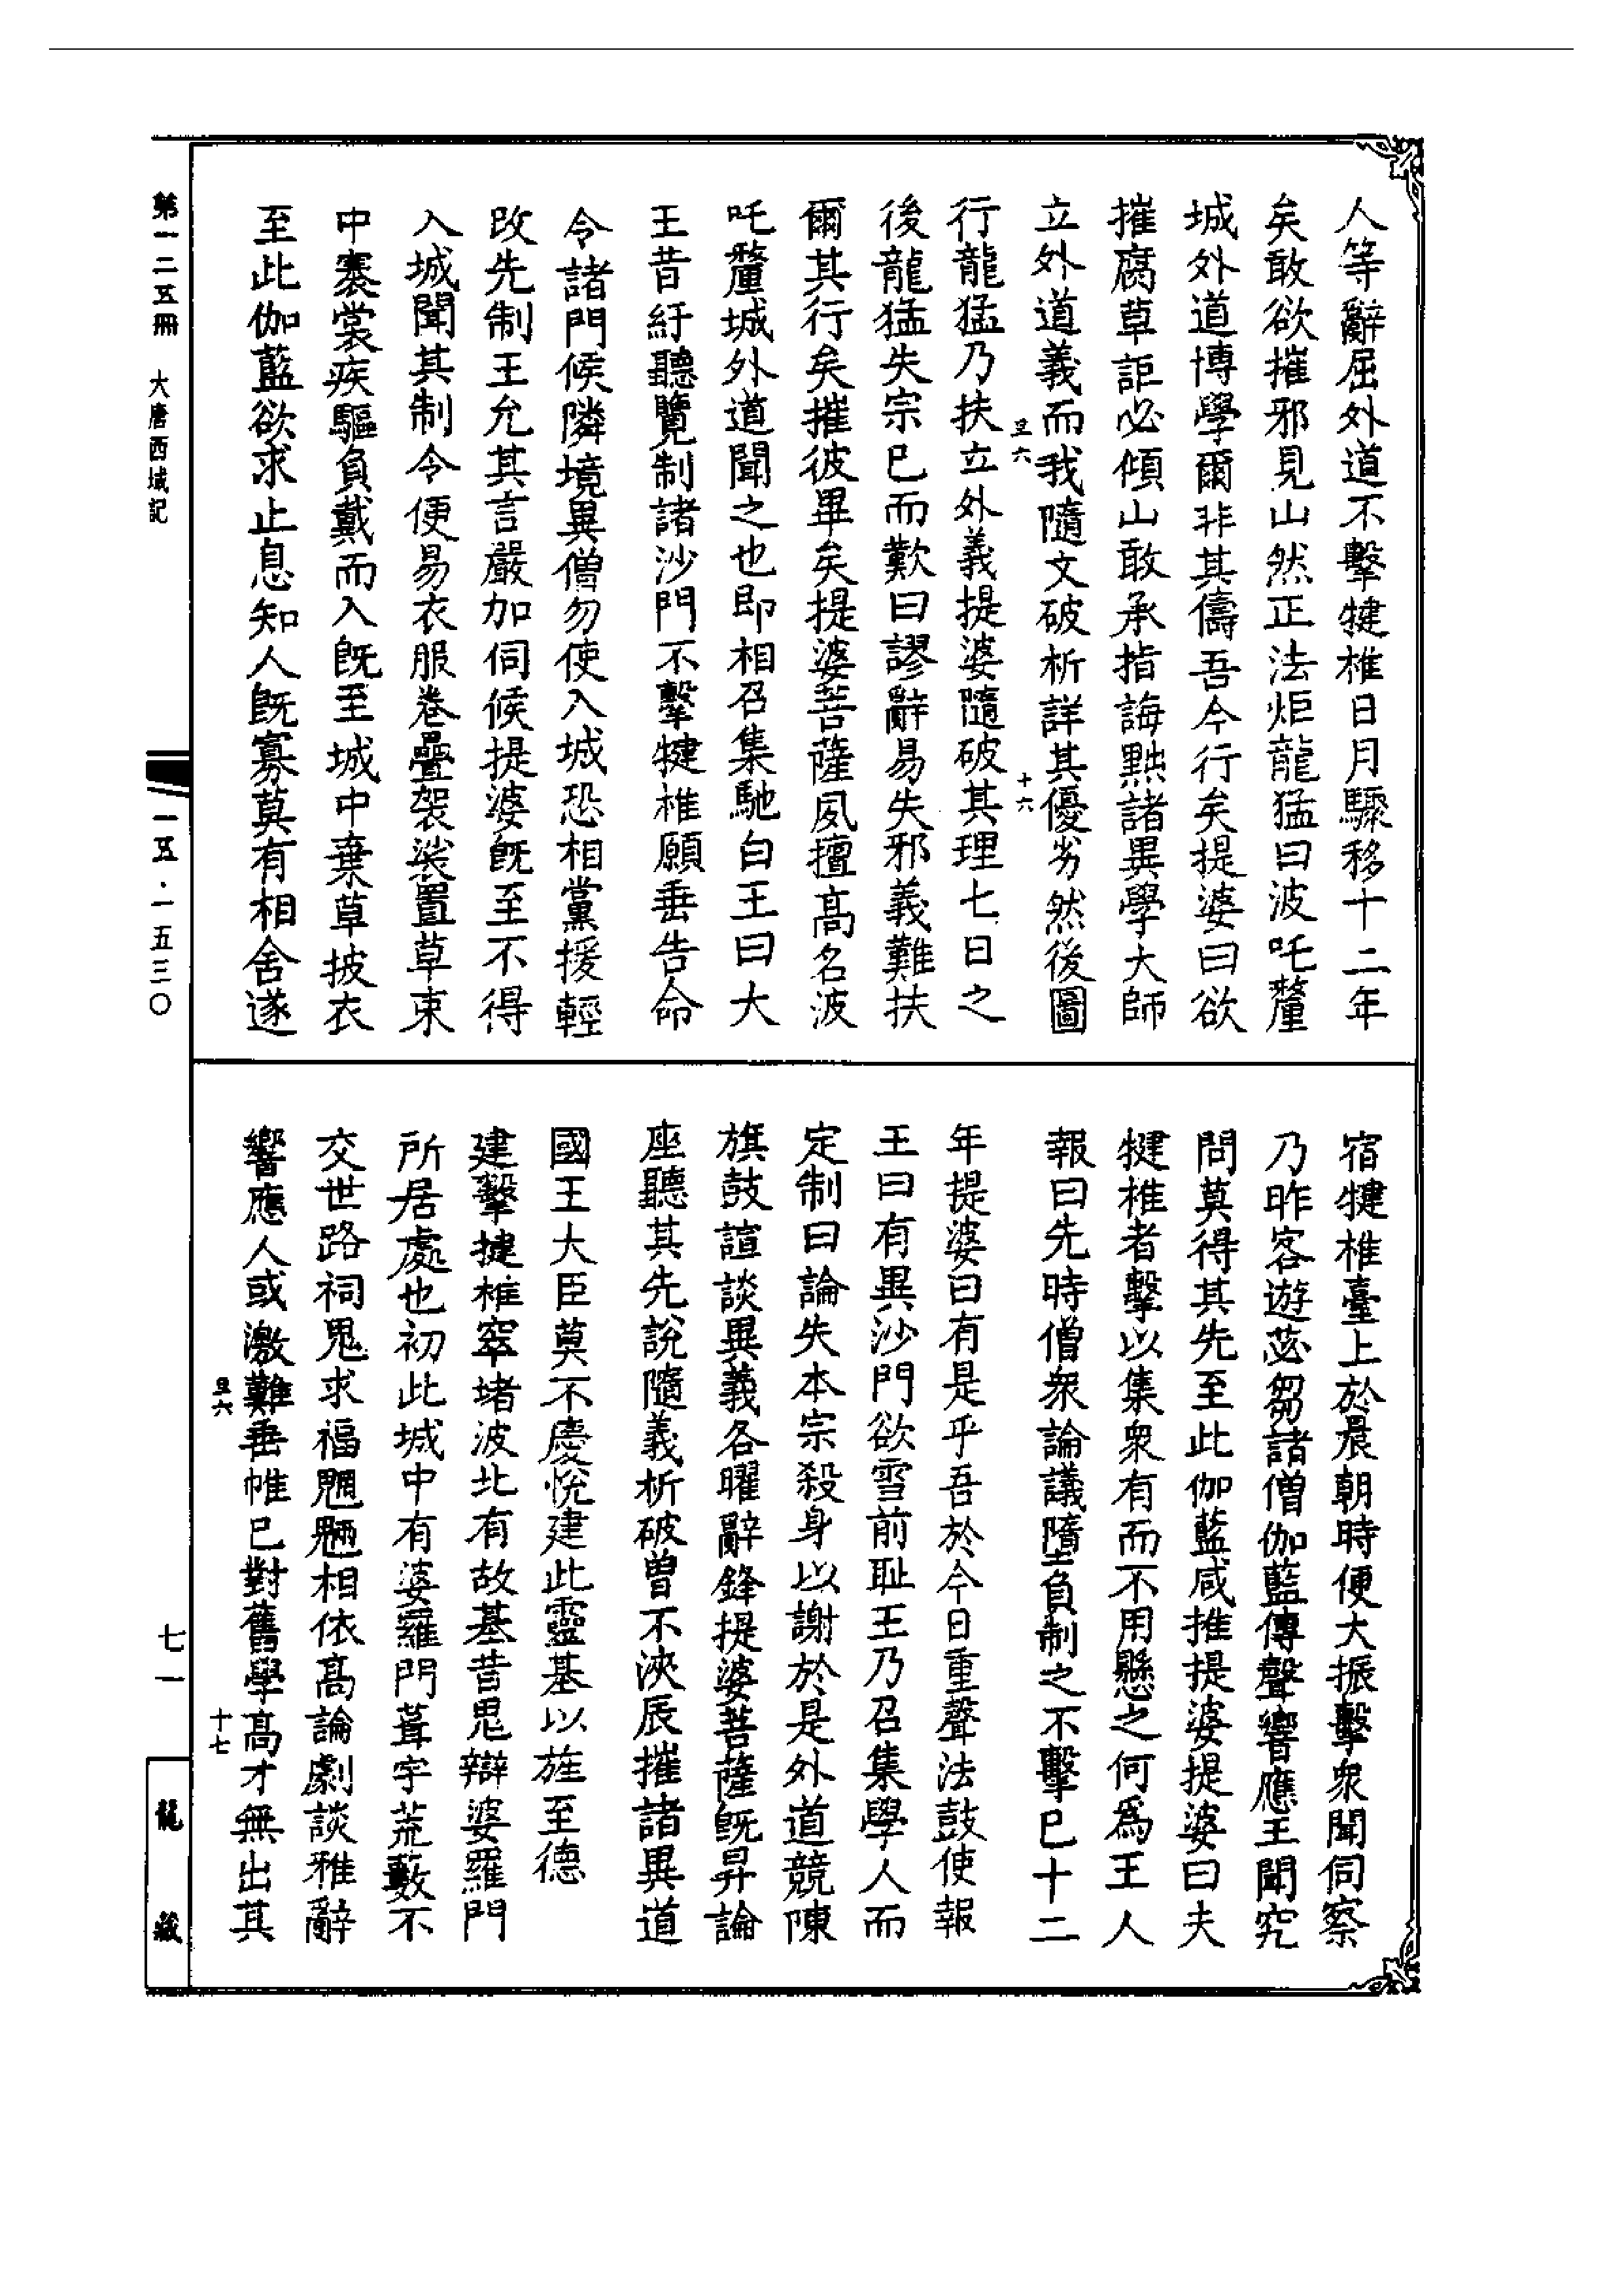 人等辭屈外道不擊犍椎日月驟移十二年
矣敢欲摧邪見山然正法炬龍猛曰波吒釐
城外道博學爾非其儔吾今行矣提婆曰欲
摧腐草詎必傾山敢承指誨黜諸異學大師
立外道義而我隨文破析詳其優劣然後圖
旦六
十六
行龍猛乃扶立外義提婆隨破其理七日之
後龍猛失宗巳而歎曰謬辭易失邪義難扶
爾其行矣摧彼畢矣提婆菩薩夙擅高名波
吒釐城外道聞之也即相召集馳白王曰大
王昔紆聽覽制諸沙門不擊犍椎願垂告命
令諸門候隣境異僧勿使入城恐相黨援輕
改先制王允其言嚴加伺候提婆旣至不得
入城聞其制令便易衣服卷疊袈裟置草束
中褰裳疾驅負戴而入旣至城中棄草披衣
至此伽藍欲求止息知人旣寡莫有相舍遂
宿犍椎臺上於晨朝時便大振擊衆聞伺察
乃昨客遊苾芻諸僧伽藍傳聲響應王聞究
問莫得其先至此伽藍咸推提婆提婆曰夫
犍椎者擊以集衆有而不用懸之何爲王人
報曰先時僧衆論議隋負制之不擊巳十二
年提婆曰有是乎吾於今日重聲法鼓使報
王曰有異沙門欲雪前恥王乃召集學人而
定制曰論失本宗殺身以謝於是外道競陳
旗鼓諠談異義各曜辭鋒提婆菩薩旣昇論
座聽其先說隨義析破曾不浹辰摧諸異道
國王大臣莫不慶悅建此靈基以旌至德
建擊揵椎窣堵波北有故基昔鬼辯婆羅門
所居處也初此城中有婆羅門葺宇荒藪不
交世路祠鬼求福魍魎相依高論劇談雅辭
響應人或激難垂帷巳對舊學高才無出其
旦六
十七
第一二五冊 大唐西域記
一五·一五三〇
七一
龍藏